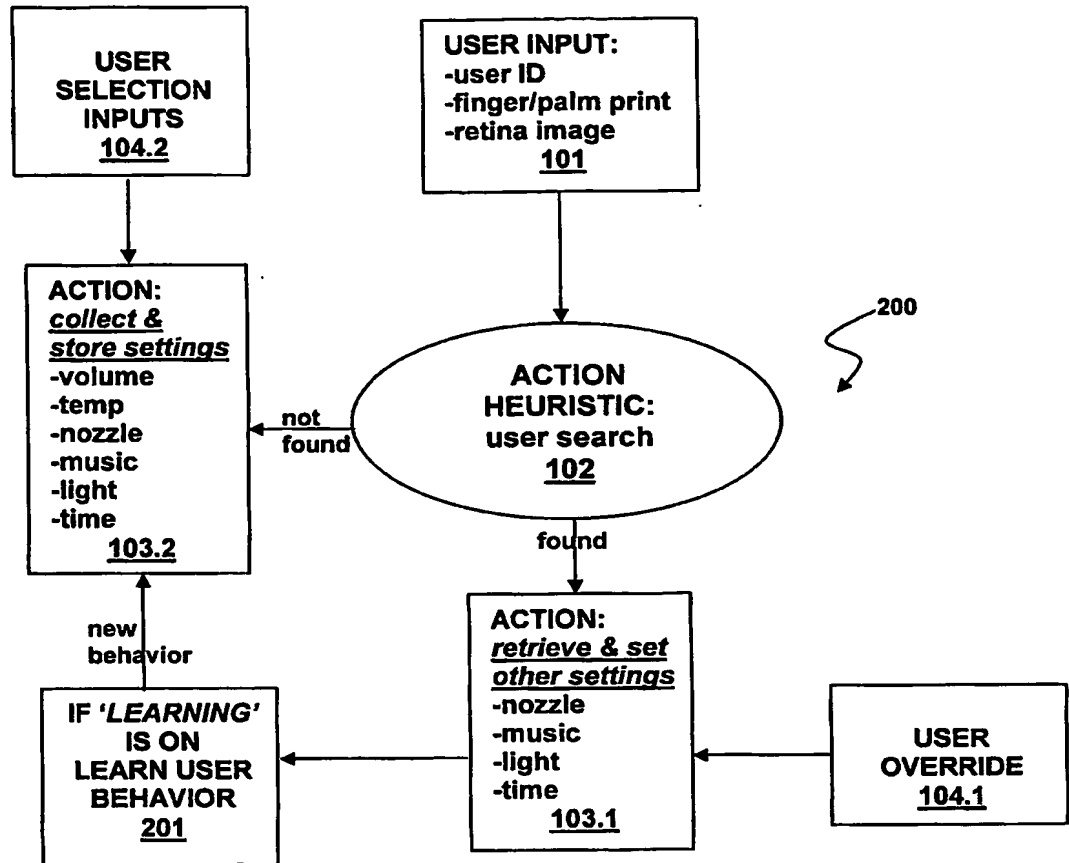 USER
SELECTION
INPUTS
104.2
USER INPUT:
-user ID
-finger/palm print
-retina image
101
ACTION:
collect &
store settings
-volume
-temp
-nozzle
-music
-light
-time
103.2
not
found
ACTION
HEURISTIC:
user search
102
200
found
new
behavior
ACTION:
retrieve & set
other settings
-nozzle
-music
-light
-time
103.1
IF 'LEARNING'
IS ON
LEARN USER
BEHAVIOR
201
USER
OVERRIDE
104.1